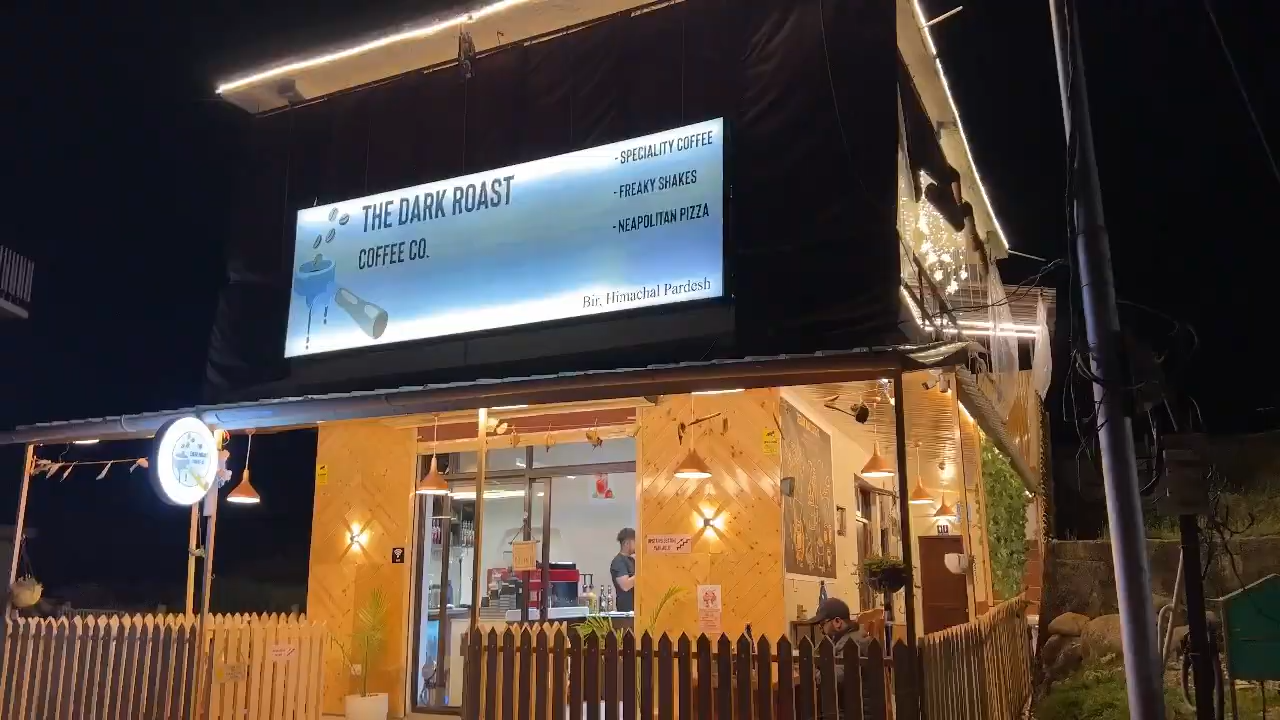 THE DARK ROAST
COFFEE CO.
- SPECIALITY COFFEE
- FREAKY SHAKES
- NEAPOLITAN PIZZA
Bir, Himachal Pardesh